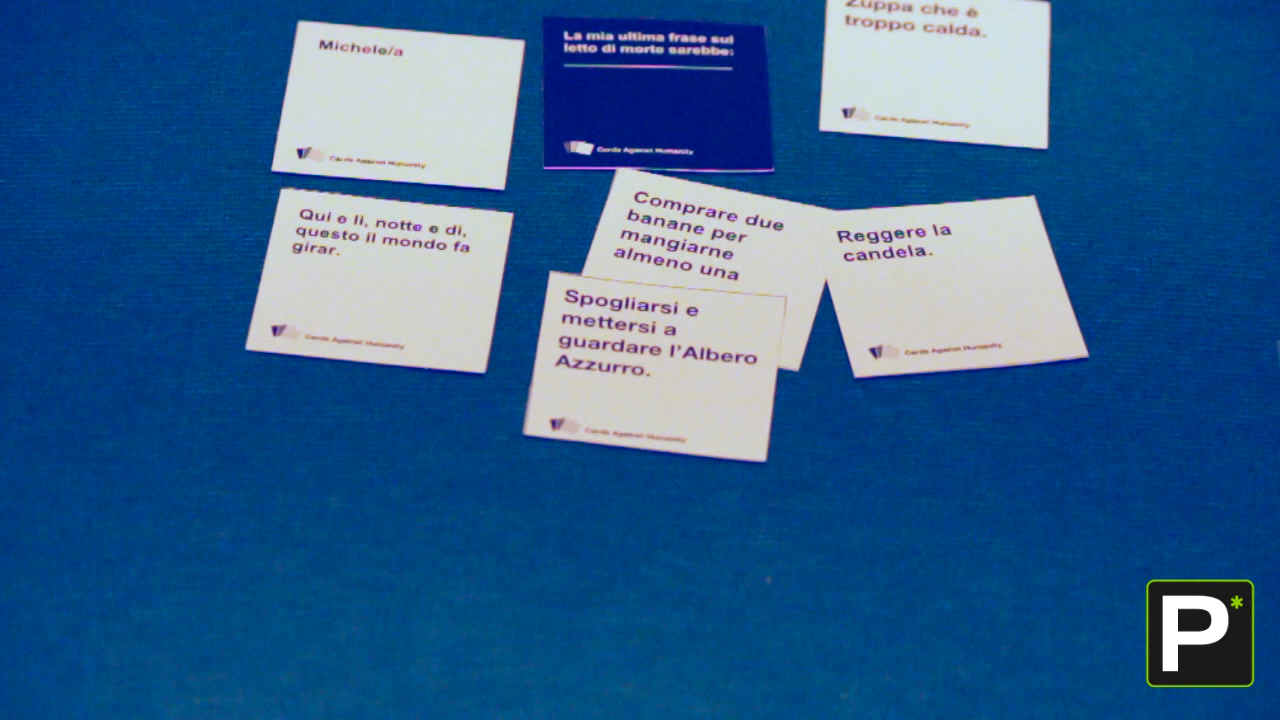 Michele/a
Cards Against Humanity
La mia ultima frase sul
letto di morte sarebbe:
Cards Against Humanity
Zuppa che è
troppo calda.
Cards Against Humanity
Qui e lì, notte e dì,
questo il mondo fa
girar.
Cards Against Humanity
Comprare due
banane per
mangiarne
almeno una
Reggere la
candela.
Cards Against Humanity
Spogliarsi e
mettersi a
guardare l'Albero
Azzurro.
Cards Against Humanity
P*